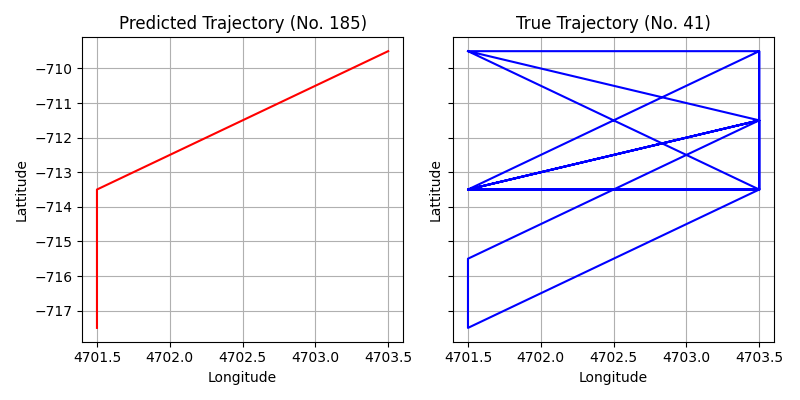 Predicted Trajectory (No. 185)
True Trajectory (No. 41)
Lattitude
−710
−711
−712
−713
−714
−715
−716
−717
4701.5 4702.0 4702.5 4703.0 4703.5
Longitude
Lattitude
4701.5 4702.0 4702.5 4703.0 4703.5
Longitude